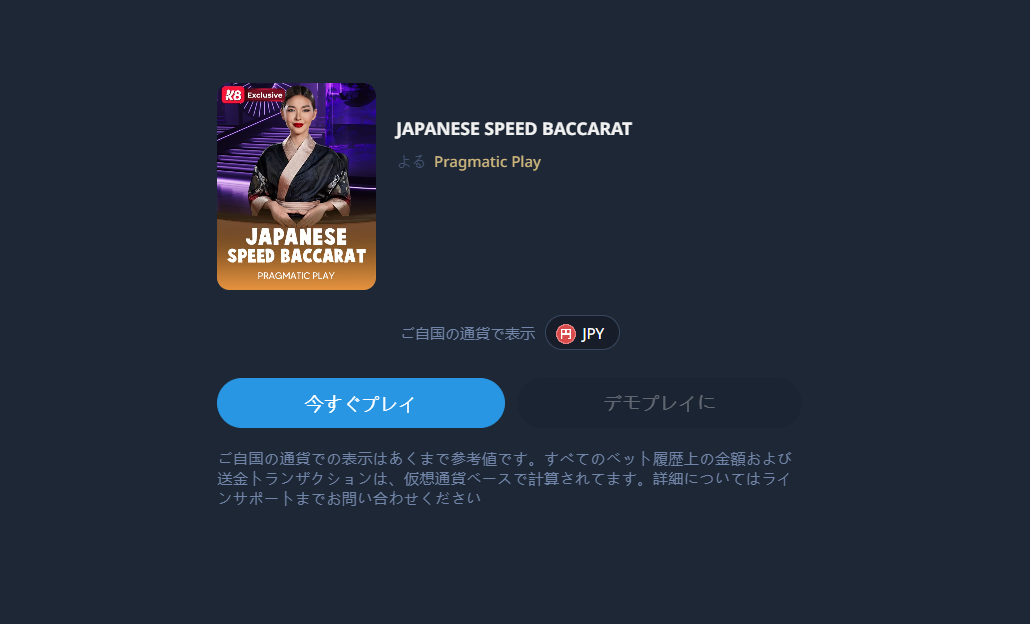 K8 Exclusive
JAPANESE
SPEED BACCARAT
PRAGMATIC PLAY
JAPANESE SPEED BACCARAT
よる Pragmatic Play
ご自国の通貨で表示 円 JPY
今すぐプレイ デモプレイに
ご自国の通貨での表示はあくまで参考値です。すべてのベット履歴上の金額および
送金トランザクションは、仮想通貨ベースで計算されてます。詳細についてはライ
ンサポートまでお問い合わせください